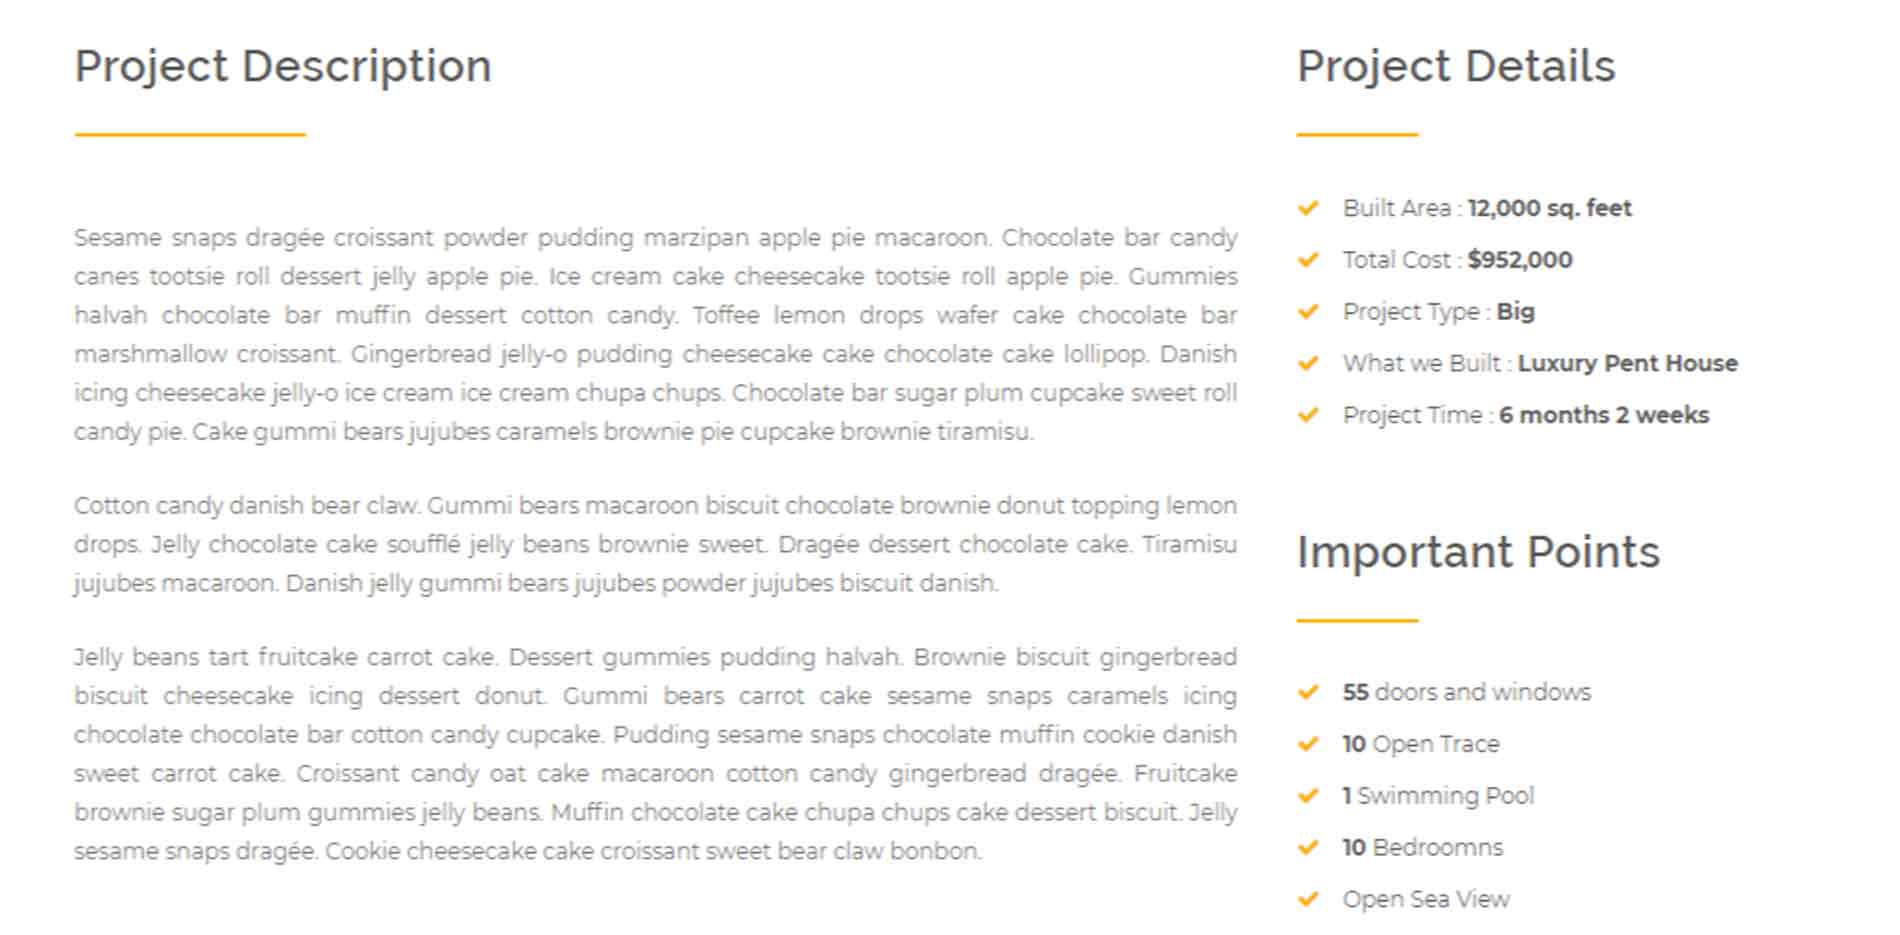 Project Description
Sesame snaps dragée croissant powder pudding marzipan apple pie macaroon. Chocolate bar candy
canes tootsie roll dessert jelly apple pie. Ice cream cake cheesecake tootsie roll apple pie. Gummies
halvah chocolate bar muffin dessert cotton candy. Toffee lemon drops wafer cake chocolate bar
marshmallow croissant. Gingerbread jelly-o pudding cheesecake cake chocolate cake lollipop. Danish
icing cheesecake jelly-o ice cream ice cream chupa chups. Chocolate bar sugar plum cupcake sweet roll
candy pie. Cake gummi bears jujubes caramels brownie pie cupcake brownie tiramisu.
Cotton candy danish bear claw. Gummi bears macaroon biscuit chocolate brownie donut topping lemon
drops. Jelly chocolate cake soufflé jelly beans brownie sweet. Dragée dessert chocolate cake. Tiramisu
jujubes macaroon. Danish jelly gummi bears jujubes powder jujubes biscuit danish.
Jelly beans tart fruitcake carrot cake. Dessert gummies pudding halvah. Brownie biscuit gingerbread
biscuit cheesecake icing dessert donut. Gummi bears carrot cake sesame snaps caramels icing
chocolate chocolate bar cotton candy cupcake. Pudding sesame snaps chocolate muffin cookie danish
sweet carrot cake. Croissant candy oat cake macaroon cotton candy gingerbread dragée. Fruitcake
brownie sugar plum gummies jelly beans. Muffin chocolate cake chupa chups cake dessert biscuit. Jelly
sesame snaps dragée. Cookie cheesecake cake croissant sweet bear claw bonbon.
Project Details
Built Area : 12,000 sq. feet
Total Cost : $952,000
Project Type : Big
What we Built : Luxury Pent House
Project Time : 6 months 2 weeks
Important Points
55 doors and windows
10 Open Trace
1 Swimming Pool
10 Bedroomns
Open Sea View